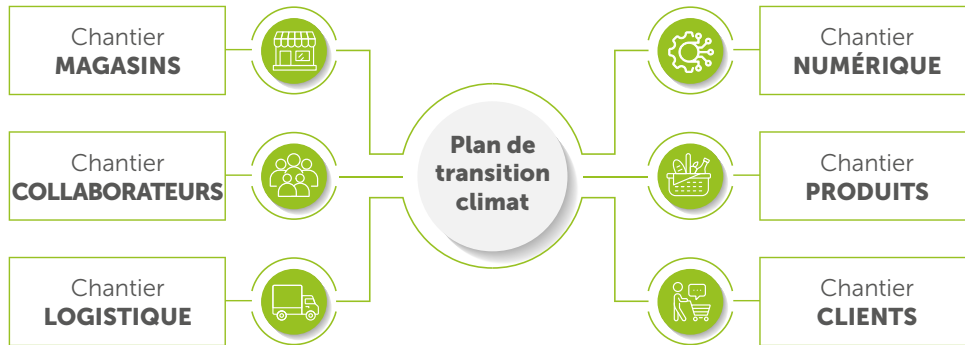 Chantier
MAGASINS
Chantier
COLLABORATEURS
Chantier
LOGISTIQUE
Plan de
transition
climat
Chantier
NUMÉRIQUE
Chantier
PRODUITS
Chantier
CLIENTS